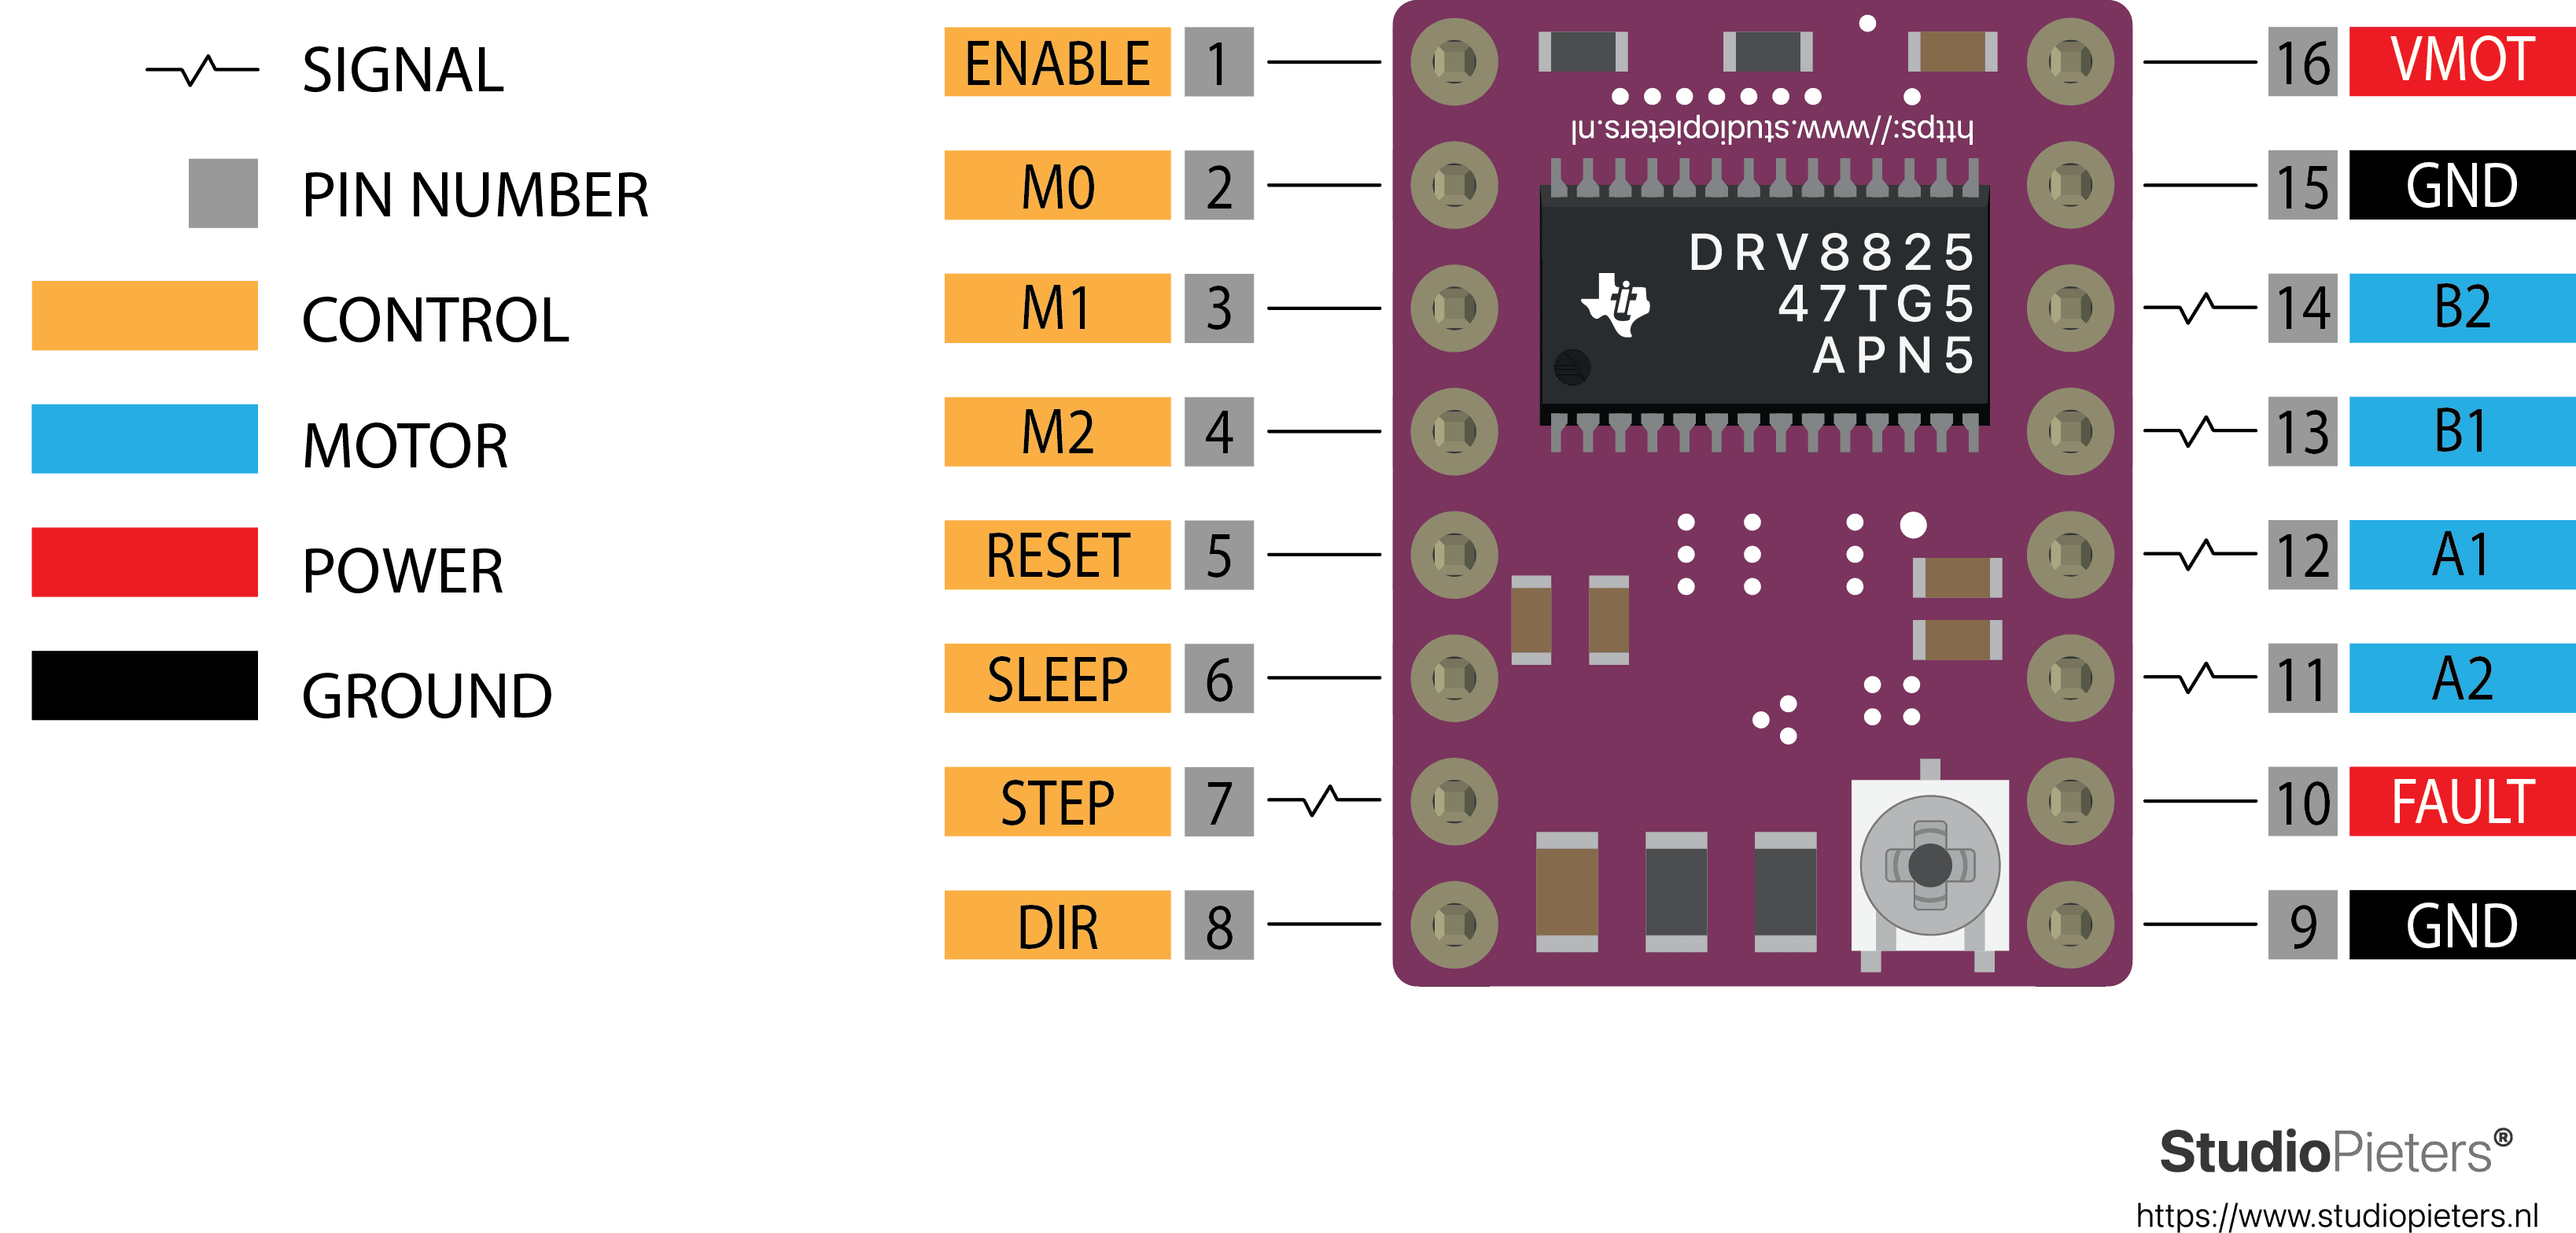 SIGNAL
PIN NUMBER
CONTROL
MOTOR
POWER
GROUND
ENABLE 1
M0 2
M1 3
M2 4
RESET 5
SLEEP 6
STEP 7
DIR 8
https://www.studiopieters.nl
DRV8825
47TG5
APN5
16 VMOT
15 GND
14 B2
13 B1
12 A1
11 A2
10 FAULT
9 GND
StudioPieters®
https://www.studiopieters.nl